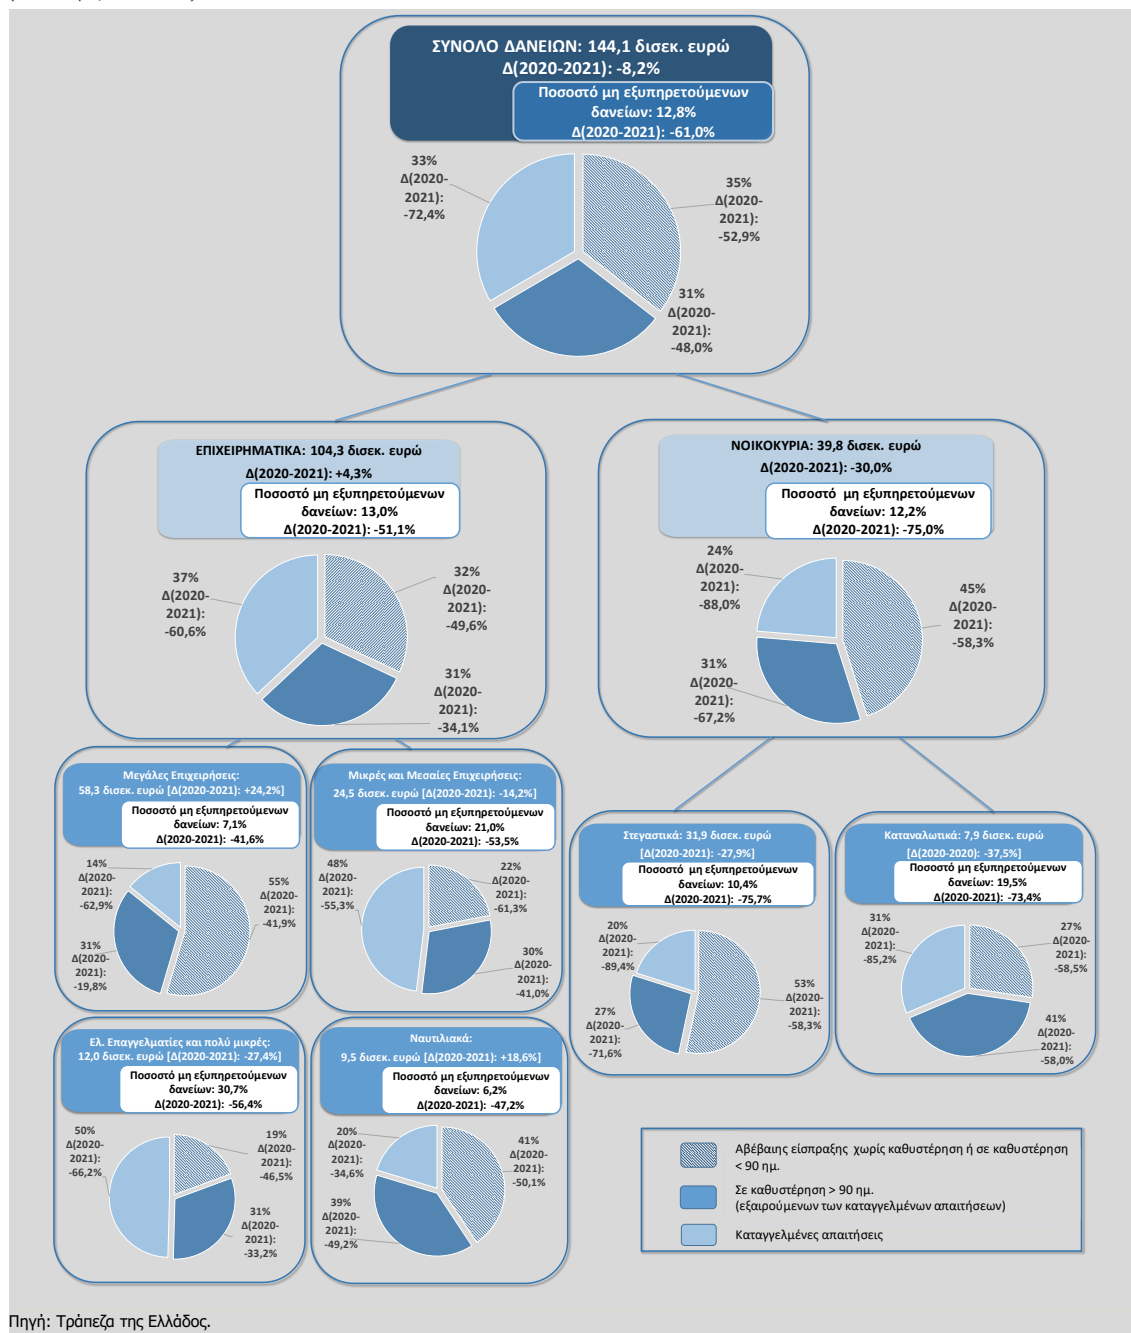 ΣΥΝΟΛΟ ΔΑΝΕΙΩΝ: 144,1 δισεκ. ευρώ
Δ(2020-2021): -8,2%
Ποσοστό μη εξυπηρετούμενων
δανείων: 12,8%
Δ(2020-2021): -61,0%
33%
Δ(2020-
2021):
-72,4%
35%
Δ(2020-
2021):
-52,9%
31%
Δ(2020-
2021):
-48,0%
ΕΠΙΧΕΙΡΗΜΑΤΙΚΑ: 104,3 δισεκ. ευρώ
Δ(2020-2021): +4,3%
Ποσοστό μη εξυπηρετούμενων
δανείων: 13,0%
Δ(2020-2021): -51,1%
37%
Δ(2020-
2021):
-60,6%
32%
Δ(2020-
2021):
-49,6%
31%
Δ(2020-
2021):
-34,1%
ΝΟΙΚΟΚΥΡΙΑ: 39,8 δισεκ. ευρώ
Δ(2020-2021): -30,0%
Ποσοστό μη εξυπηρετούμενων
δανείων: 12,2%
Δ(2020-2021): -75,0%
24%
Δ(2020-
2021):
-88,0%
45%
Δ(2020-
2021):
-58,3%
31%
Δ(2020-
2021):
-67,2%
Μεγάλες Επιχειρήσεις:
58,3 δισεκ. ευρώ [Δ(2020-2021): +24,2%]
Ποσοστό μη εξυπηρετούμενων
δανείων: 7,1%
Δ(2020-2021): -41,6%
14%
Δ(2020-
2021):
-62,9%
55%
Δ(2020-
2021):
-41,9%
31%
Δ(2020-
2021):
-19,8%
Μικρές και Μεσαίες Επιχειρήσεις:
24,5 δισεκ. ευρώ [Δ(2020-2021): -14,2%]
Ποσοστό μη εξυπηρετούμενων
δανείων: 21,0%
Δ(2020-2021): -53,5%
48%
Δ(2020-
2021):
-55,3%
22%
Δ(2020-
2021):
-61,3%
30%
Δ(2020-
2021):
-41,0%
Στεγαστικά: 31,9 δισεκ. ευρώ
[Δ(2020-2021): -27,9%]
Ποσοστό μη εξυπηρετούμενων
δανείων: 10,4%
Δ(2020-2021): -75,7%
20%
Δ(2020-
2021):
-89,4%
53%
Δ(2020-
2021):
-58,3%
27%
Δ(2020-
2021):
-71,6%
Καταναλωτικά: 7,9 δισεκ. ευρώ
[Δ(2020-2020): -37,5%]
Ποσοστό μη εξυπηρετούμενων
δανείων: 19,5%
Δ(2020-2021): -73,4%
31%
Δ(2020-
2021):
-85,2%
27%
Δ(2020-
2021):
-58,5%
41%
Δ(2020-
2021):
-58,0%
Ελ. Επαγγελματίες και πολύ μικρές:
12,0 δισεκ. ευρώ [Δ(2020-2021): -27,4%]
Ποσοστό μη εξυπηρετούμενων
δανείων: 30,7%
Δ(2020-2021): -56,4%
50%
Δ(2020-
2021):
-66,2%
19%
Δ(2020-
2021):
-46,5%
31%
Δ(2020-
2021):
-33,2%
Ναυτιλιακά:
9,5 δισεκ. ευρώ [Δ(2020-2021): +18,6%]
Ποσοστό μη εξυπηρετούμενων
δανείων: 6,2%
Δ(2020-2021): -47,2%
20%
Δ(2020-
2021):
-34,6%
41%
Δ(2020-
2021):
-50,1%
39%
Δ(2020-
2021):
-49,2%
Αβέβαιης είσπραξης χωρίς καθυστέρηση ή σε καθυστέρηση
< 90 ημ.
Σε καθυστέρηση > 90 ημ.
(εξαιρούμενων των καταγγελμένων απαιτήσεων)
Καταγγελμένες απαιτήσεις
Πηγή: Τράπεζα της Ελλάδος.